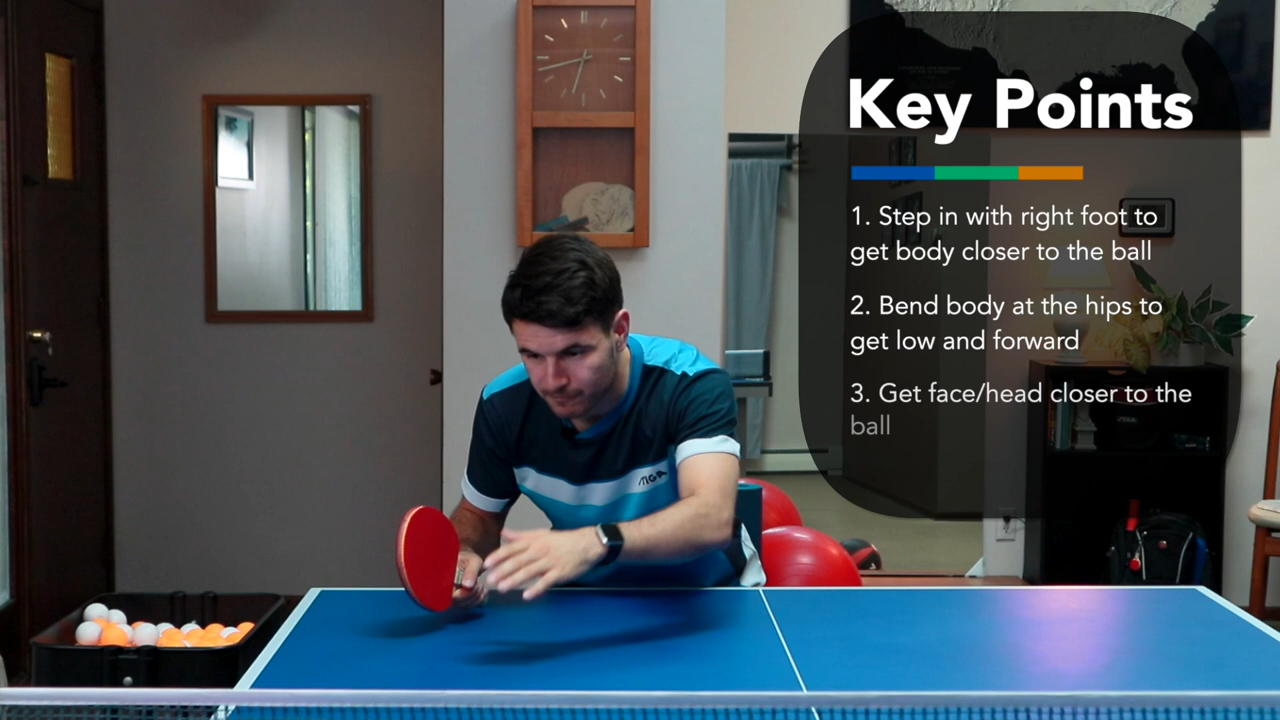 Key Points
1. Step in with right foot to
get body closer to the ball
2. Bend body at the hips to
get low and forward
3. Get face/head closer to the
ball
STIGA